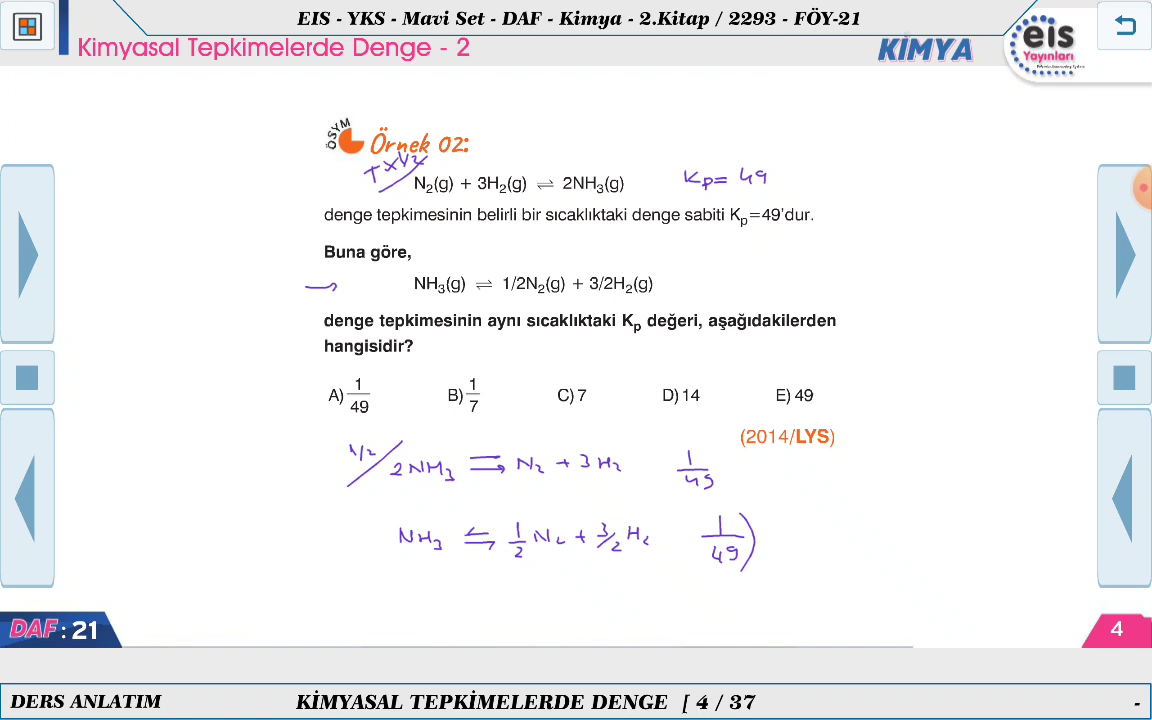 EIS - YKS - Mavi Set - DAF - Kimya - 2.Kitap / 2293 - FÖY-21
Kimyasal Tepkimelerde Denge - 2
KİMYA
eis
Yayınları
ÖSYM
Örnek 02:
N₂(g) + 3H₂(g) ⇌ 2NH₃(g)
Kp = 49
denge tepkimesinin belirli bir sıcaklıktaki denge sabiti Kₚ=49'dur.
Buna göre,
NH₃(g) ⇌ 1/2N₂(g) + 3/2H₂(g)
denge tepkimesinin aynı sıcaklıktaki Kₚ değeri, aşağıdakilerden
hangisidir?
A) 1/49 B) 1/7 C) 7 D) 14 E) 49
(2014/LYS)
1/2 / 2NH₃ ⇌ N₂ + 3H₂ 1/49
NH₃ ⇌ 1/2 N₂ + 3/2 H₂ 1/49)
DAF : 21
4
DERS ANLATIM
KİMYASAL TEPKİMELERDE DENGE [ 4 / 37
-